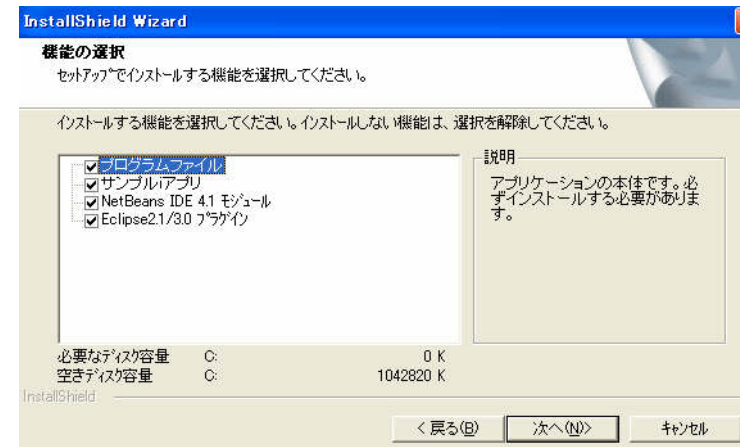 InstallShield Wizard
機能の選択
セットアップでインストールする機能を選択してください。
インストールする機能を選択してください。インストールしない機能は、選択を解除してください。
プログラムファイル
サンプルiアプリ
NetBeans IDE 4.1 モジュール
Eclipse2.1/3.0 プラグイン
説明
アプリケーションの本体です。必
ずインストールする必要がありま
す。
必要なディスク容量 C: 0 K
空きディスク容量 C: 1042820 K
InstallShield
< 戻る(B) 次へ(N)> キャンセル